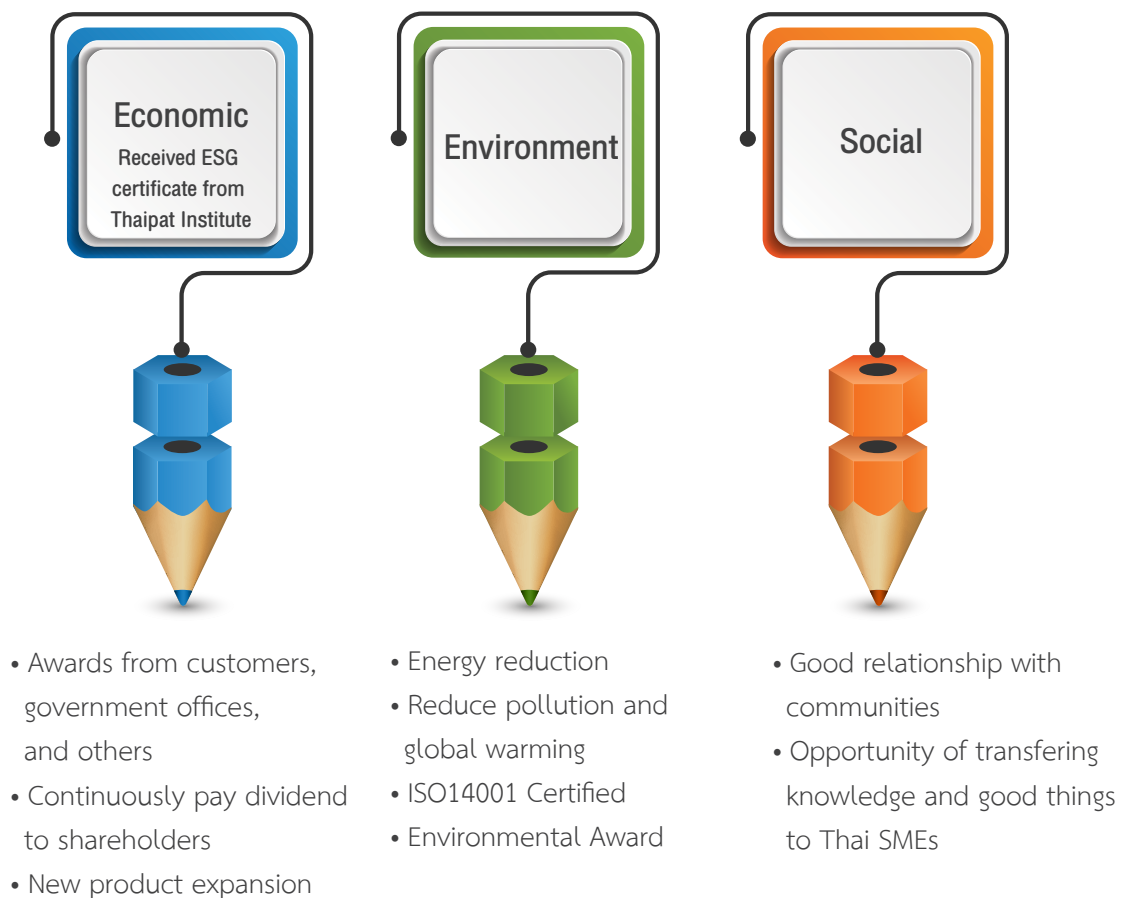 Economic
Received ESG
certificate from
Thaipat Institute
Environment
Social
• Awards from customers,
government offices,
and others
• Continuously pay dividend
to shareholders
• New product expansion
• Energy reduction
• Reduce pollution and
global warming
• ISO14001 Certified
• Environmental Award
• Good relationship with
communities
• Opportunity of transfering
knowledge and good things
to Thai SMEs